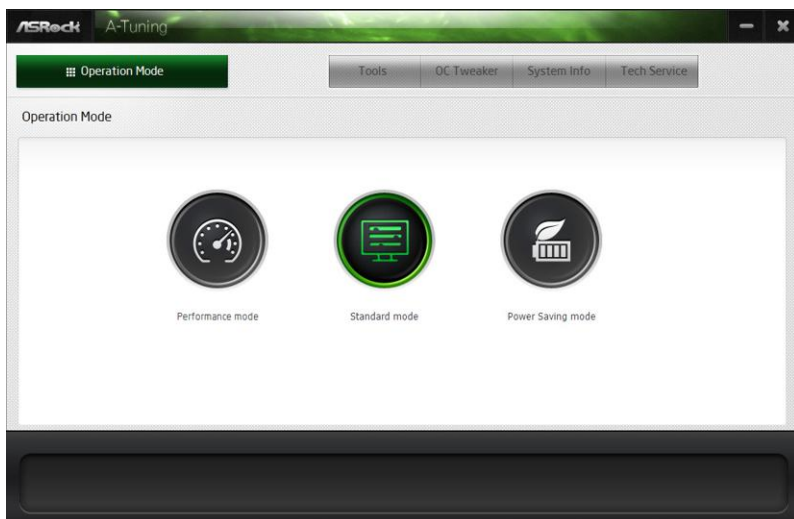 ASRock A-Tuning
Operation Mode Tools OC Tweaker System Info Tech Service
Operation Mode
Performance mode Standard mode Power Saving mode